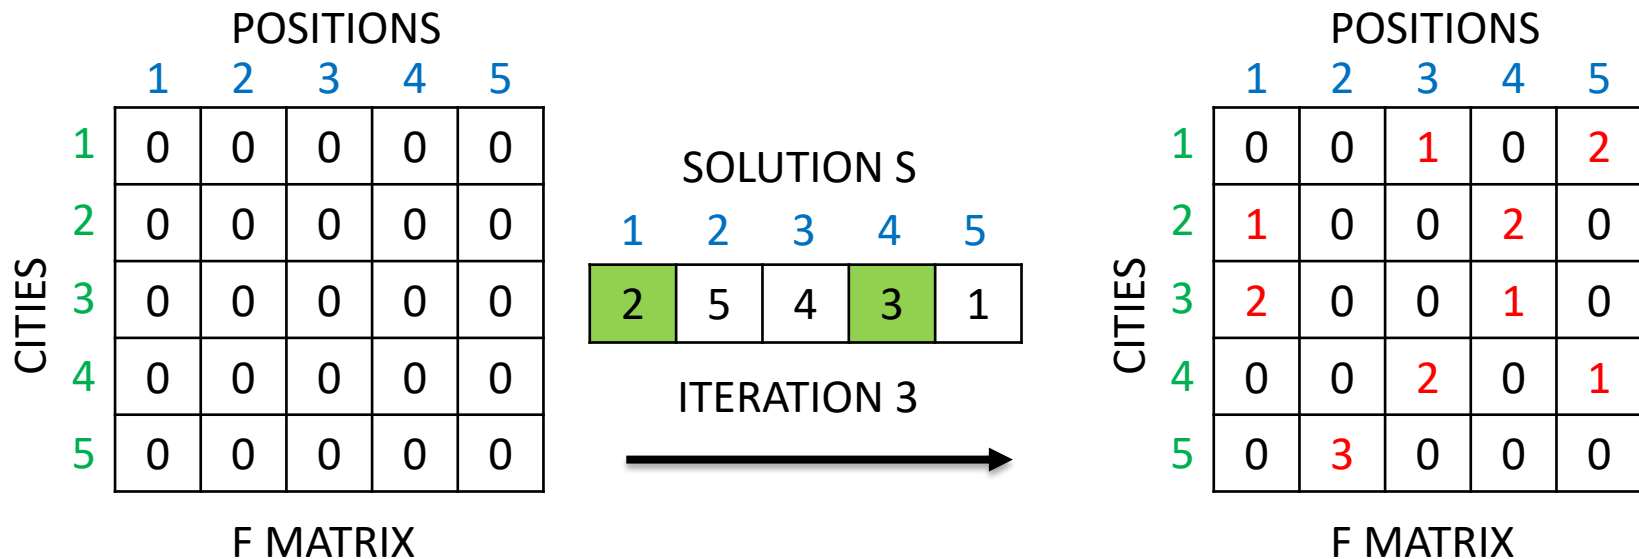 POSITIONS
1 2 3 4 5
CITIES
1 0 0 0 0 0
2 0 0 0 0 0
3 0 0 0 0 0
4 0 0 0 0 0
5 0 0 0 0 0
F MATRIX
SOLUTION S
1 2 3 4 5
2 5 4 3 1
ITERATION 3
POSITIONS
1 2 3 4 5
CITIES
1 0 0 1 0 2
2 1 0 0 2 0
3 2 0 0 1 0
4 0 0 2 0 1
5 0 3 0 0 0
F MATRIX